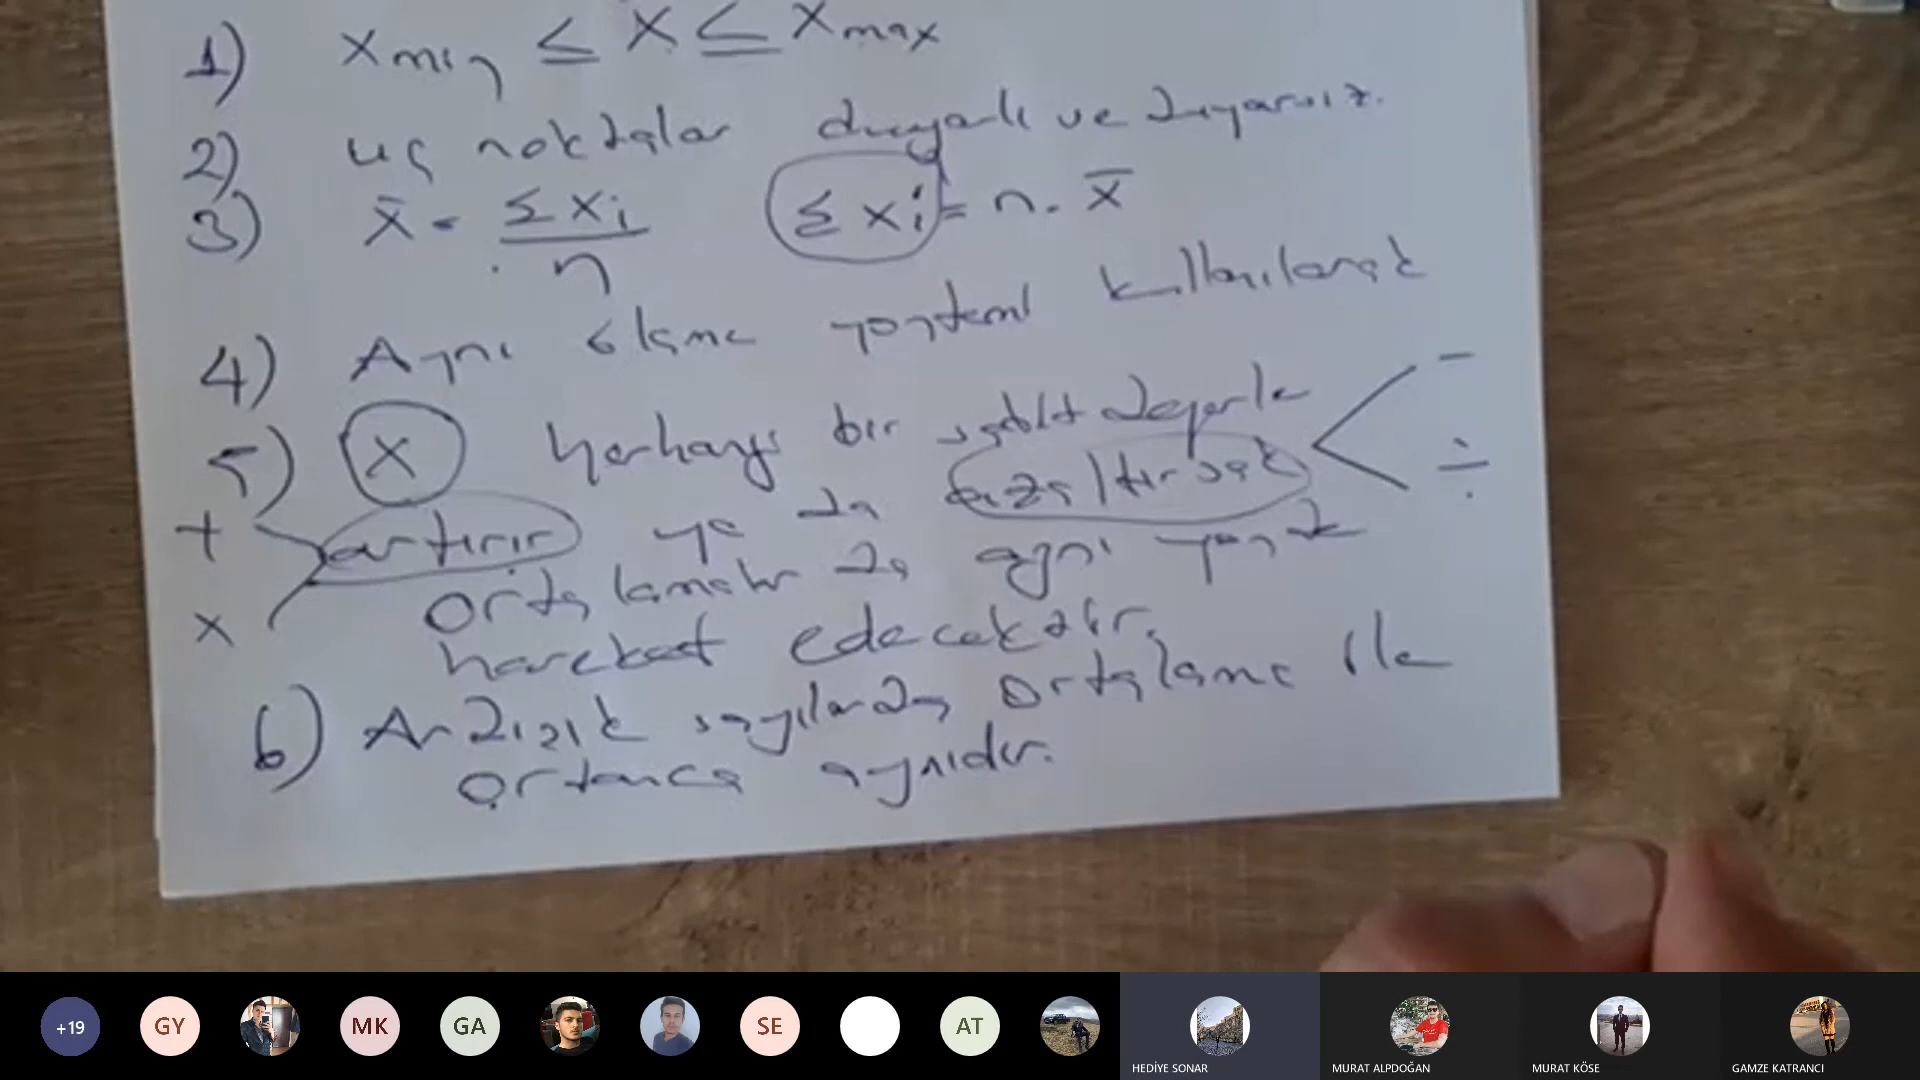 1) Xmin ≤ X ≤ Xmax
2) uç noktalar duyarlı ve duyarsız.
3) x̄ = Σxi / n   Σxi = n. x̄
4) Aynı ölçme yöntemi kullanılarak
5) X herhangi bir sabit değerle < - ÷
+ x artırır ya da azaltırsak
ortalamalar da aynı yönde
hareket edecektir.
6) Ardışık sayılarda ortalama ile
ortanca aynıdır.
+19 GY MK GA SE AT
HEDİYE SONAR MURAT ALPDOĞAN MURAT KÖSE GAMZE KATRANCI